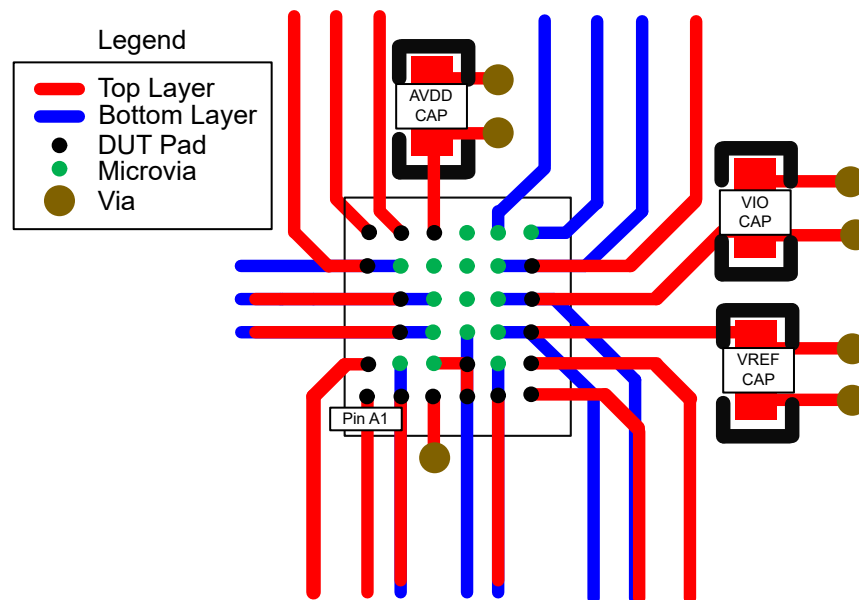 Legend
Top Layer
Bottom Layer
DUT Pad
Microvia
Via
AVDD
CAP
VIO
CAP
VREF
CAP
Pin A1